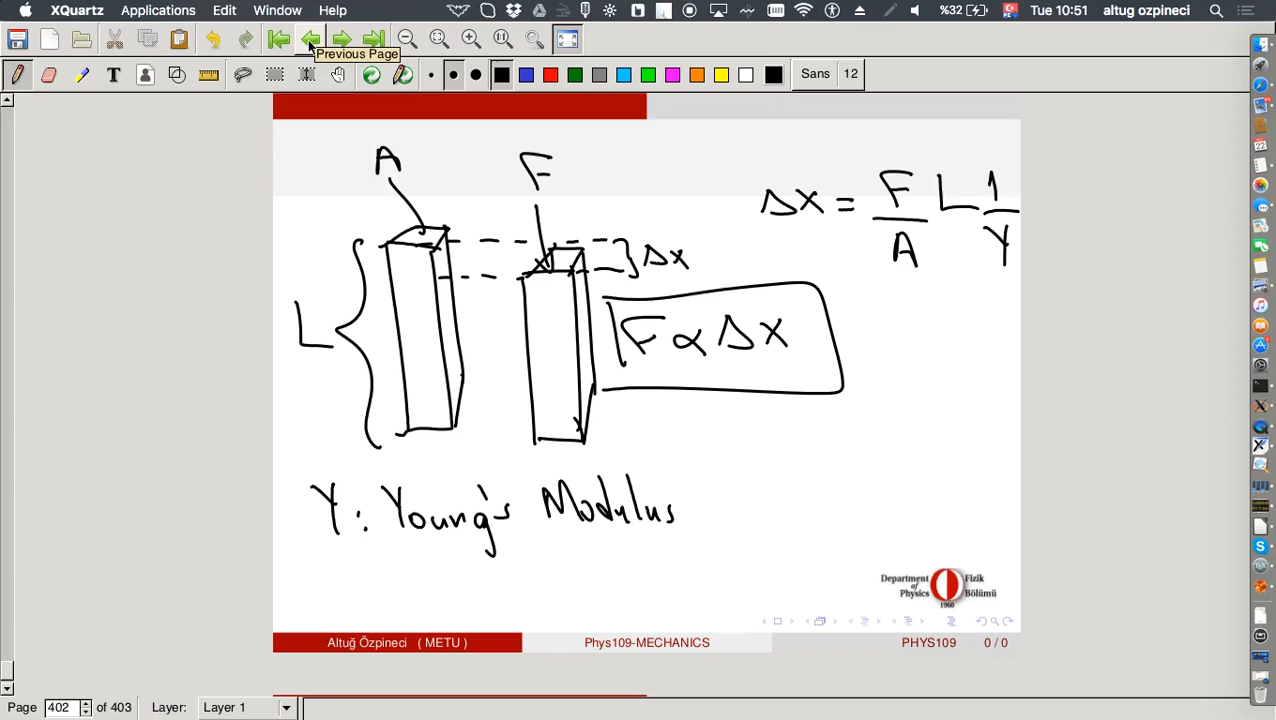 XQuartz Applications Edit Window Help
%32 Tue 10:51 altug ozpineci
Previous Page
Sans 12
A
F
Δx = F/A L 1/Y
Δx
L
F ∝ Δx
Y: Young's Modulus
Department of Physics
Fizik Bölümü
1960
Altuğ Özpineci ( METU ) Phys109-MECHANICS PHYS109 0 / 0
Page 402 of 403 Layer: Layer 1